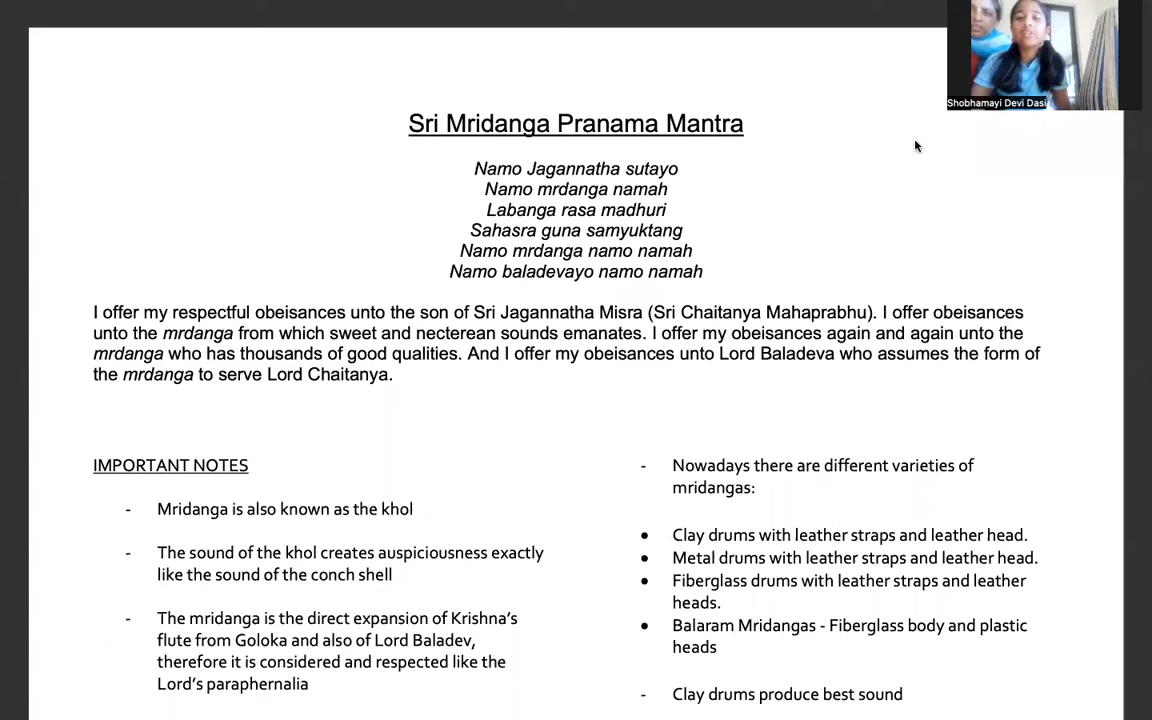 Shobhamayi Devi Dasi
Sri Mridanga Pranama Mantra
Namo Jagannatha sutayo
Namo mrdanga namah
Labanga rasa madhuri
Sahasra guna samyuktang
Namo mrdanga namo namah
Namo baladevayo namo namah
I offer my respectful obeisances unto the son of Sri Jagannatha Misra (Sri Chaitanya Mahaprabhu). I offer obeisances
unto the mrdanga from which sweet and necterean sounds emanates. I offer my obeisances again and again unto the
mrdanga who has thousands of good qualities. And I offer my obeisances unto Lord Baladeva who assumes the form of
the mrdanga to serve Lord Chaitanya.
IMPORTANT NOTES
- Mridanga is also known as the khol
- The sound of the khol creates auspiciousness exactly
like the sound of the conch shell
- The mridanga is the direct expansion of Krishna's
flute from Goloka and also of Lord Baladev,
therefore it is considered and respected like the
Lord's paraphernalia
- Nowadays there are different varieties of
mridangas:
• Clay drums with leather straps and leather head.
• Metal drums with leather straps and leather head.
• Fiberglass drums with leather straps and leather
heads.
• Balaram Mridangas - Fiberglass body and plastic
heads
- Clay drums produce best sound